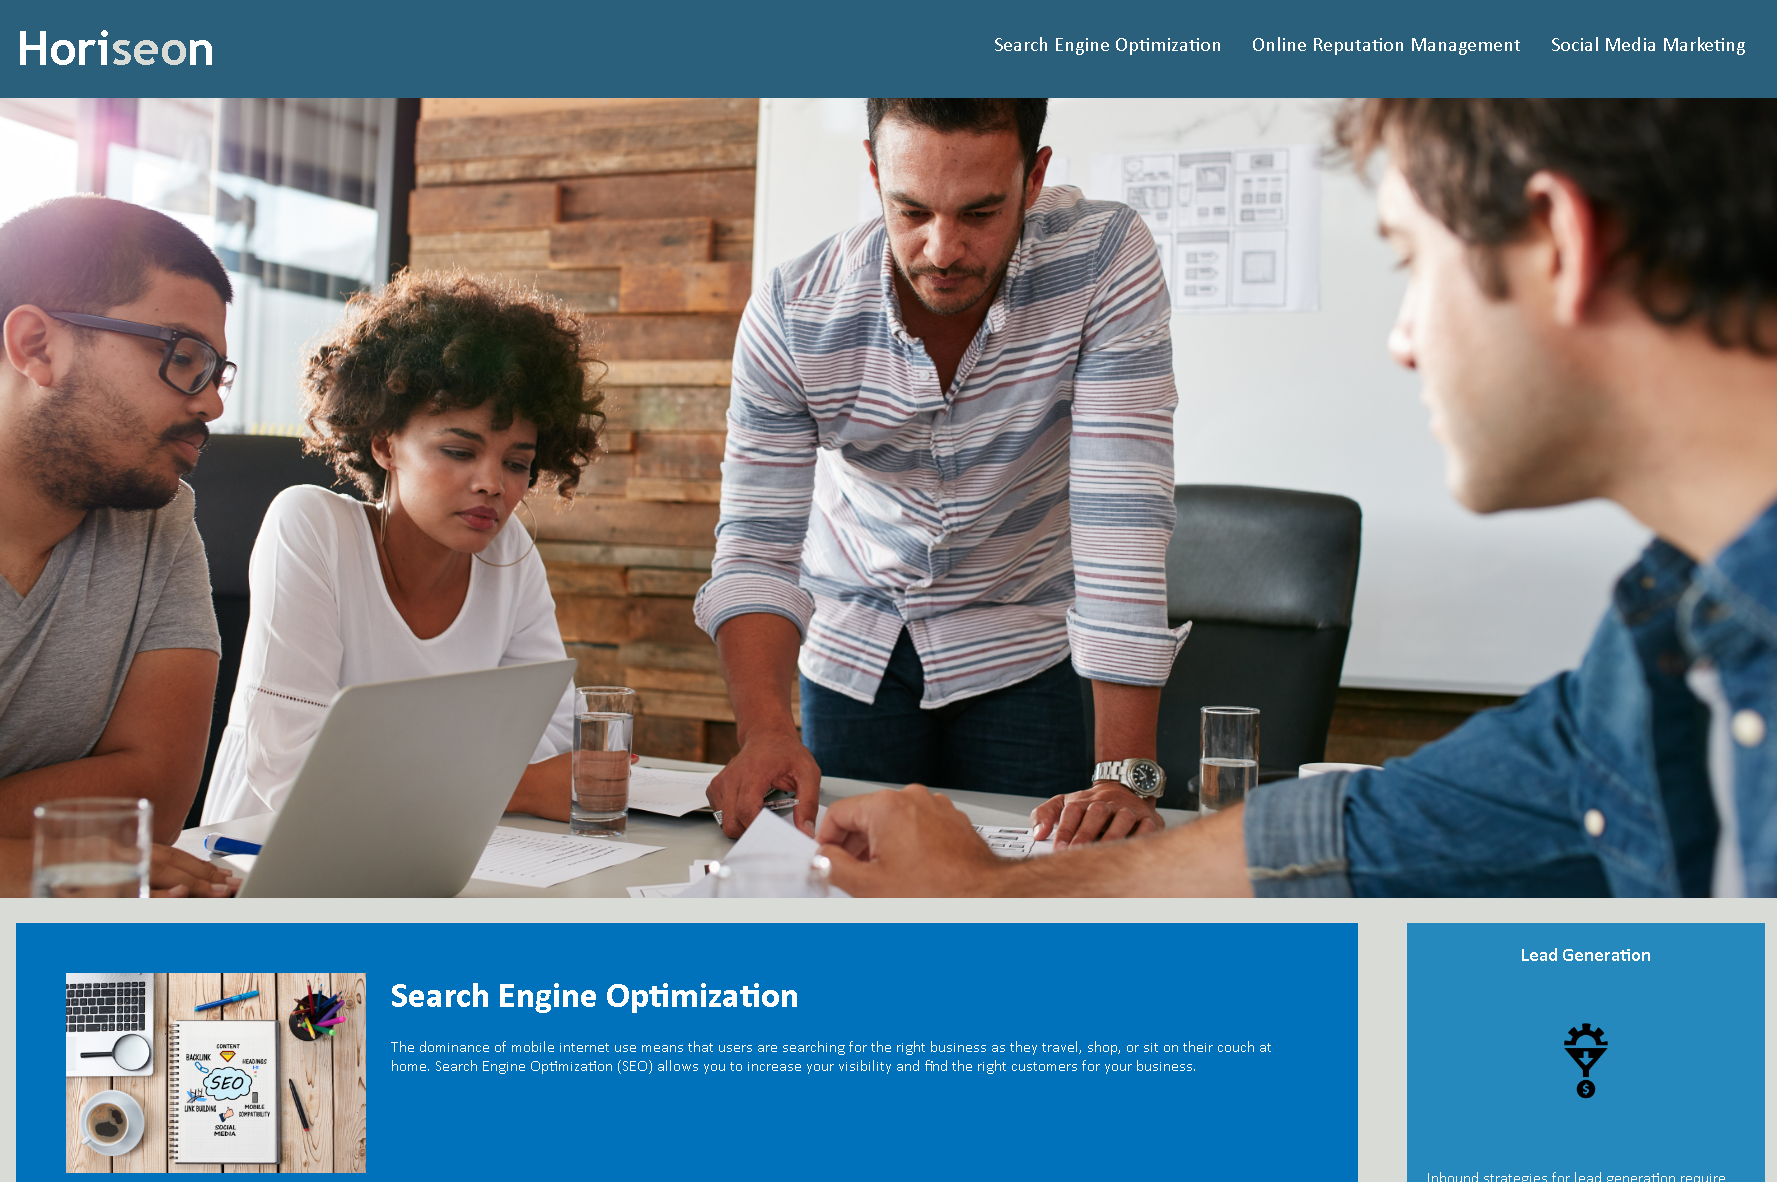 Horiseon
Search Engine Optimization
Online Reputation Management
Social Media Marketing
Search Engine Optimization
The dominance of mobile internet use means that users are searching for the right business as they travel, shop, or sit on their couch at
home. Search Engine Optimization (SEO) allows you to increase your visibility and find the right customers for your business.
CONTENT
BACKLINK
HEADINGS
SEO
LINK BUILDING
MOBILE
COMPATIBILITY
SOCIAL
MEDIA
Lead Generation
$
Inbound strategies for lead generation require